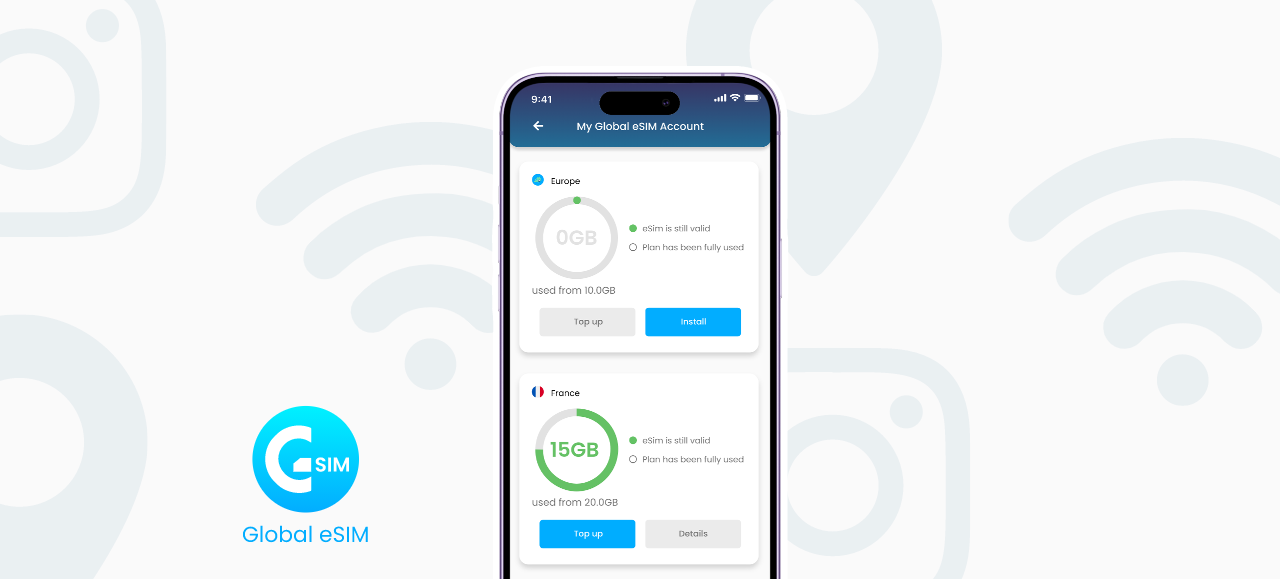 9:41
My Global eSIM Account
Europe
0GB
eSim is still valid
Plan has been fully used
used from 10.0GB
Top up
Install
France
15GB
eSim is still valid
Plan has been fully used
used from 20.0GB
Top up
Details
SIM
Global eSIM